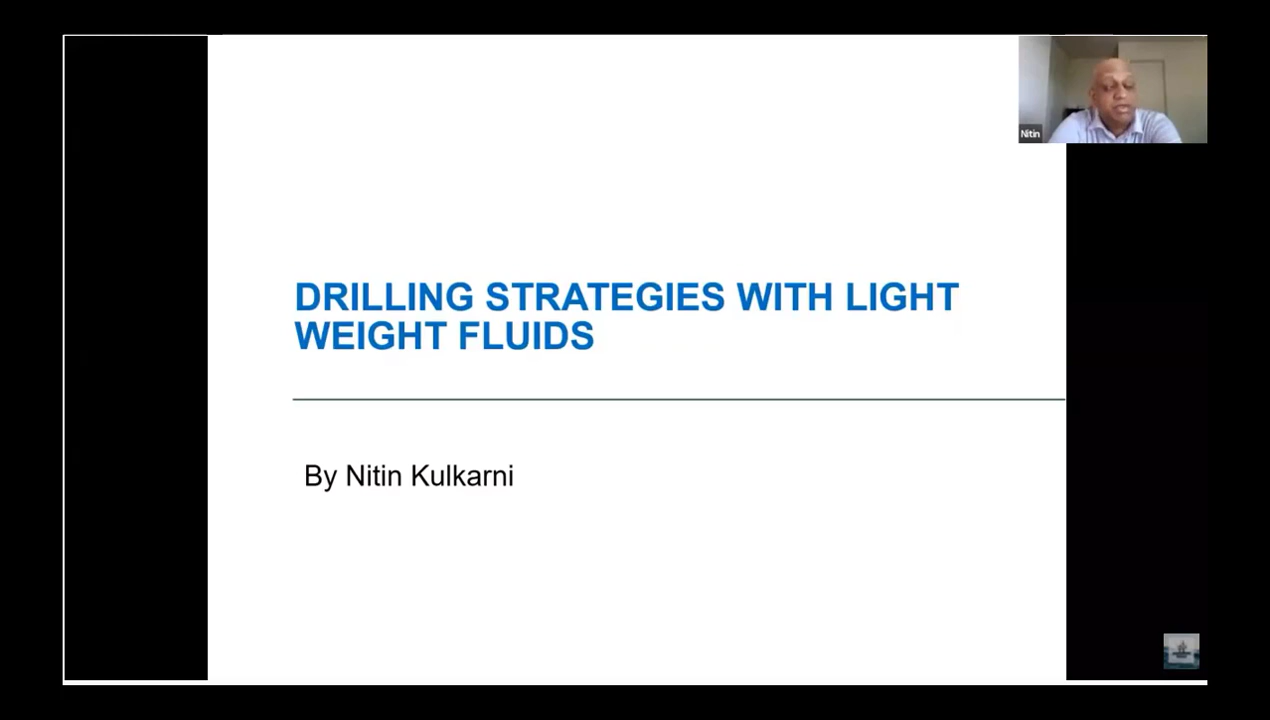 Nitin
DRILLING STRATEGIES WITH LIGHT
WEIGHT FLUIDS
By Nitin Kulkarni